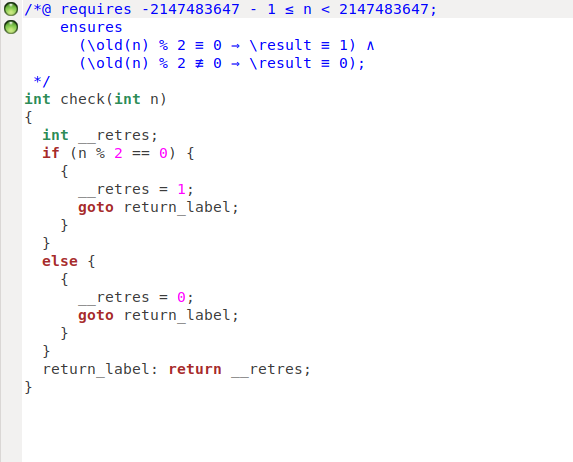 /*@ requires -2147483647 - 1 ≤ n < 2147483647;
    ensures
      (\old(n) % 2 ≡ 0 ⇒ \result ≡ 1) ∧
      (\old(n) % 2 ≢ 0 ⇒ \result ≡ 0);
 */
int check(int n)
{
  int __retres;
  if (n % 2 == 0) {
    {
      __retres = 1;
      goto return_label;
    }
  }
  else {
    {
      __retres = 0;
      goto return_label;
    }
  }
  return_label: return __retres;
}